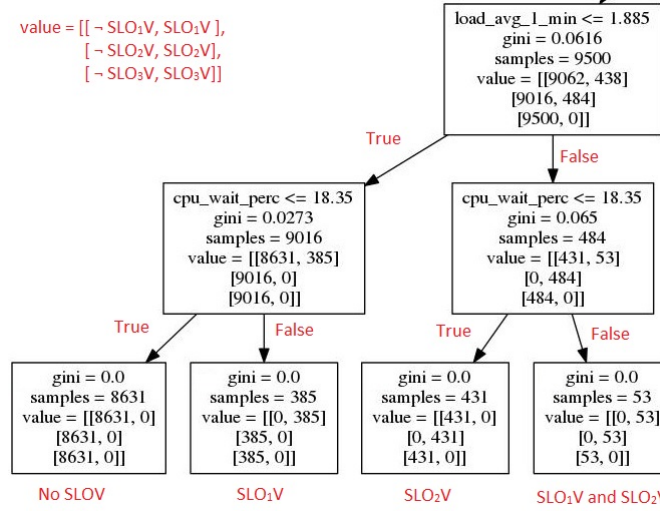 value = [[ ¬ SLO₁V, SLO₁V ],
[ ¬ SLO₂V, SLO₂V],
[ ¬ SLO₃V, SLO₃V]]
load_avg_1_min <= 1.885
gini = 0.0616
samples = 9500
value = [[9062, 438]
[9016, 484]
[9500, 0]]
True
False
cpu_wait_perc <= 18.35
gini = 0.0273
samples = 9016
value = [[8631, 385]
[9016, 0]
[9016, 0]]
cpu_wait_perc <= 18.35
gini = 0.065
samples = 484
value = [[431, 53]
[0, 484]
[484, 0]]
True
False
True
False
gini = 0.0
samples = 8631
value = [[8631, 0]
[8631, 0]
[8631, 0]]
gini = 0.0
samples = 385
value = [[0, 385]
[385, 0]
[385, 0]]
gini = 0.0
samples = 431
value = [[431, 0]
[0, 431]
[431, 0]]
gini = 0.0
samples = 53
value = [[0, 53]
[0, 53]
[53, 0]]
No SLOV
SLO₁V
SLO₂V
SLO₁V and SLO₂V